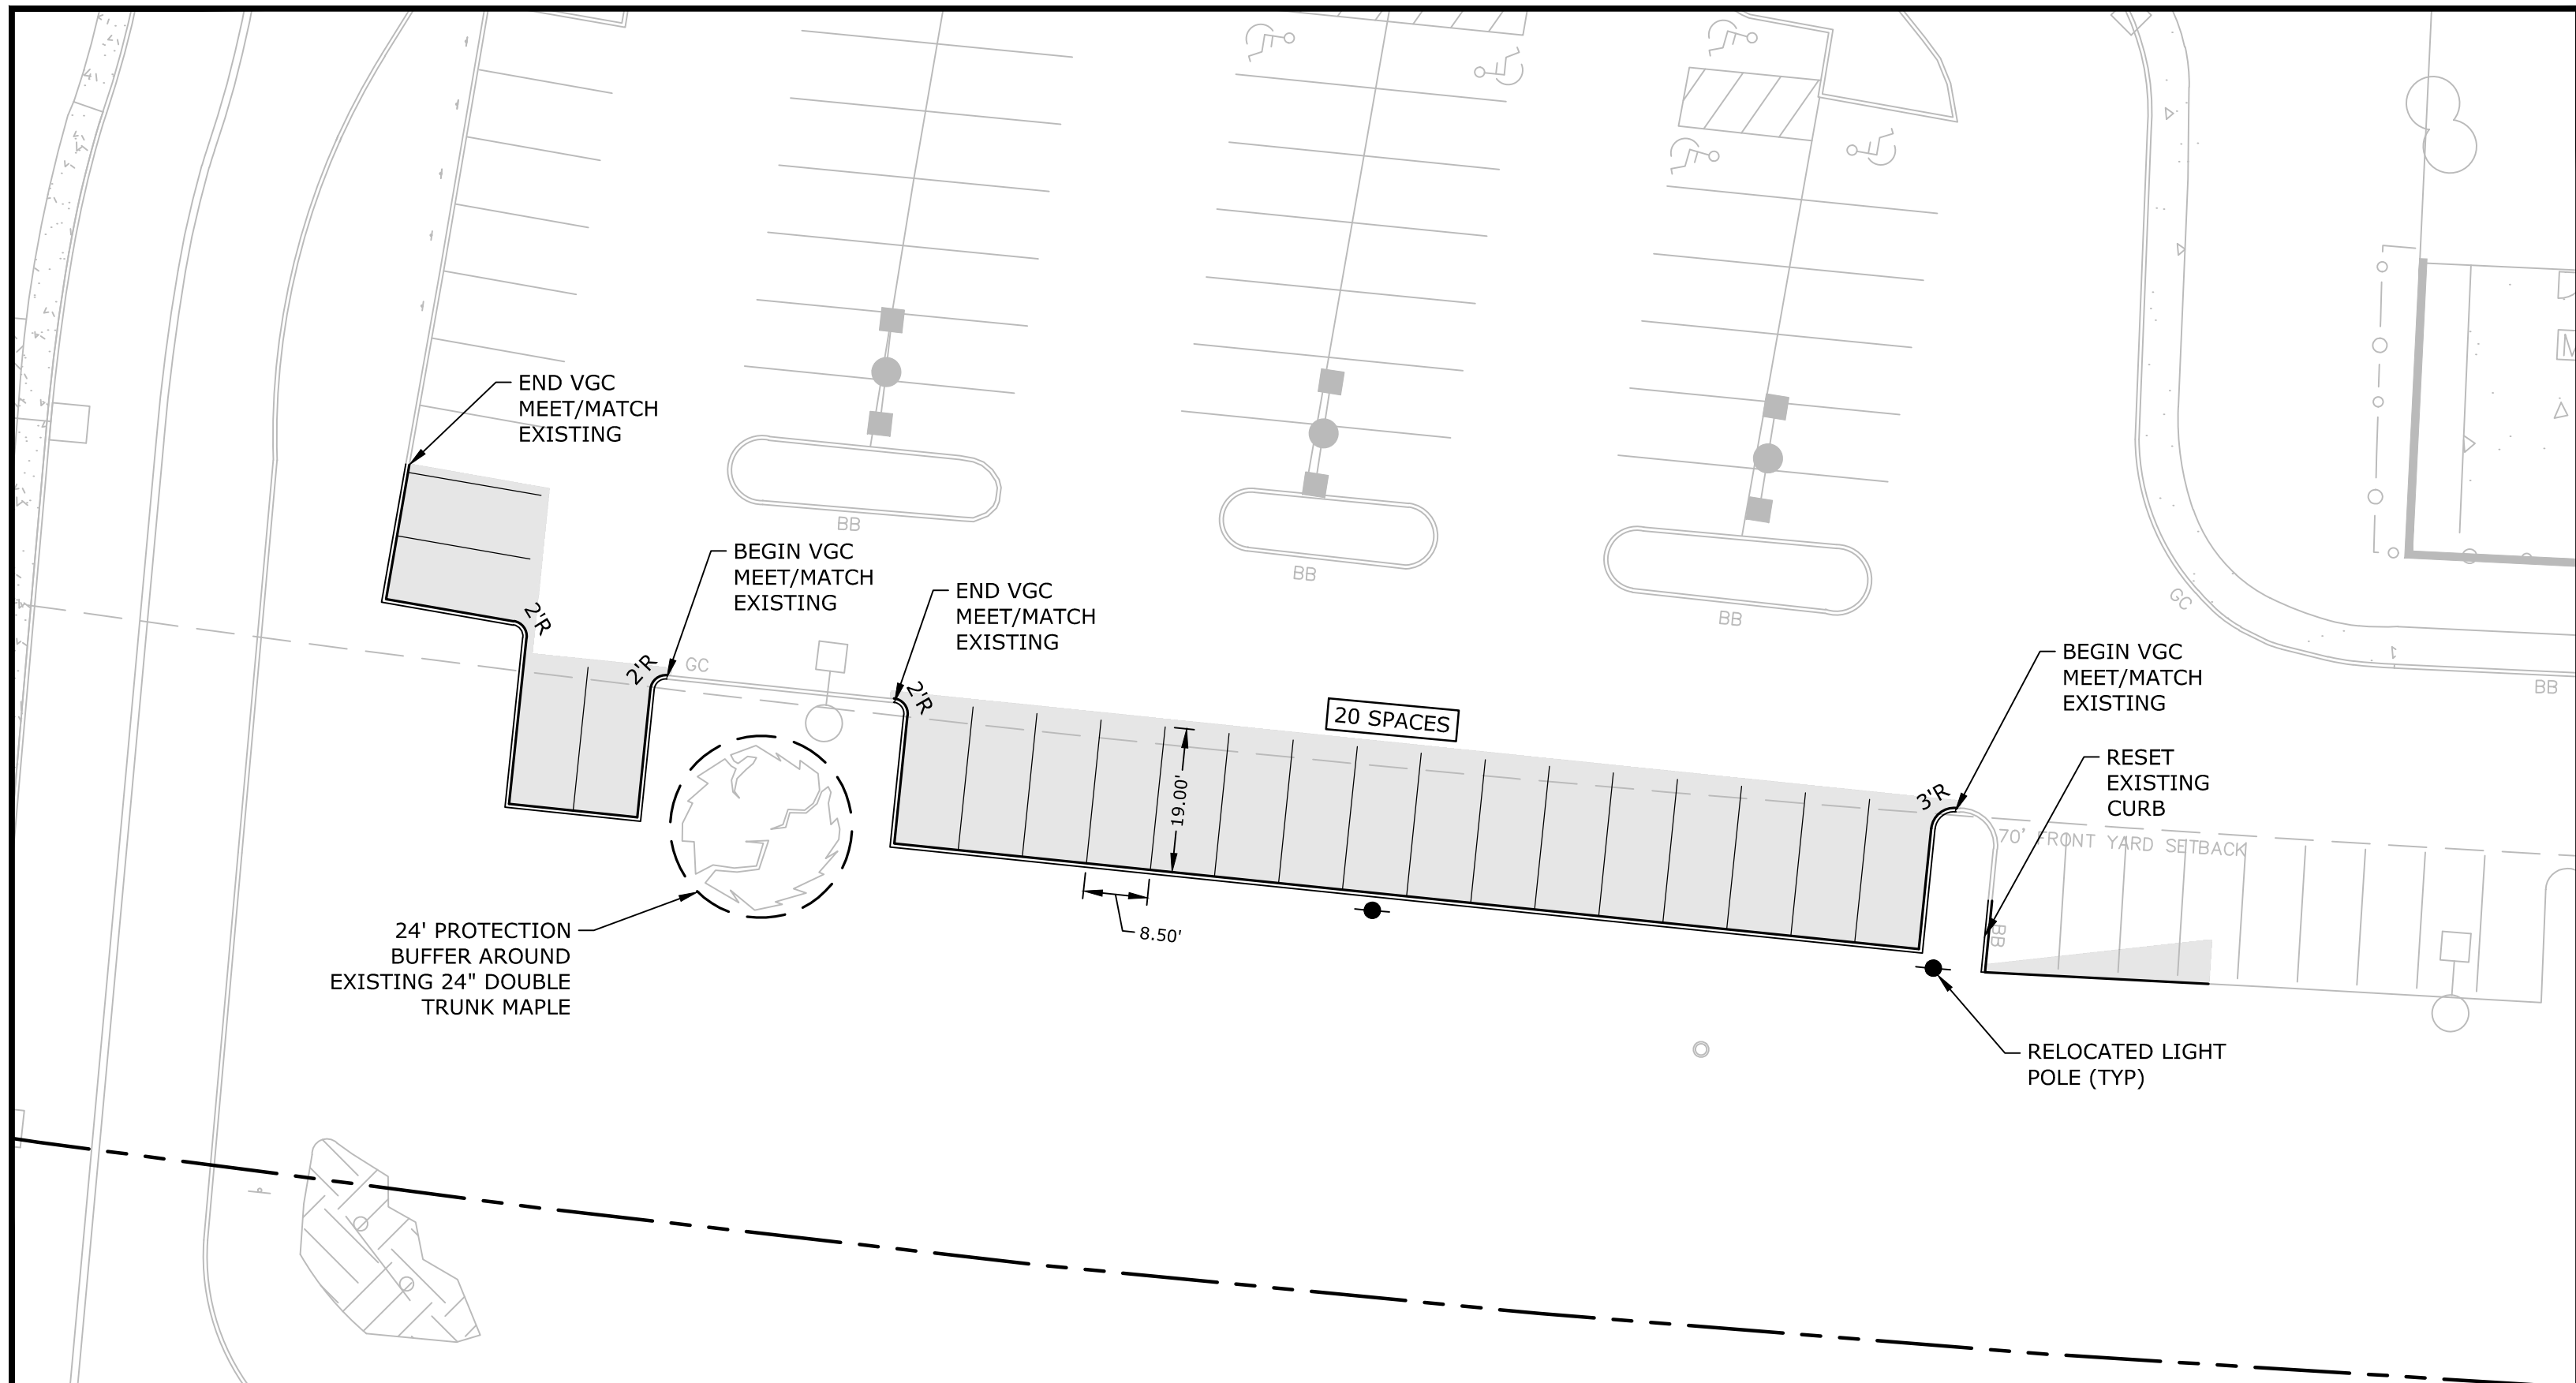 END VGC
MEET/MATCH
EXISTING
BB
BEGIN VGC
MEET/MATCH
EXISTING
BB
END VGC
MEET/MATCH
EXISTING
BB
GC
2'R
2'R
GC
2'R
20 SPACES
BEGIN VGC
MEET/MATCH
EXISTING
BB
RESET
EXISTING
CURB
19.00'
3'R
70' FRONT YARD SETBACK
8.50'
BB
24' PROTECTION
BUFFER AROUND
EXISTING 24" DOUBLE
TRUNK MAPLE
RELOCATED LIGHT
POLE (TYP)